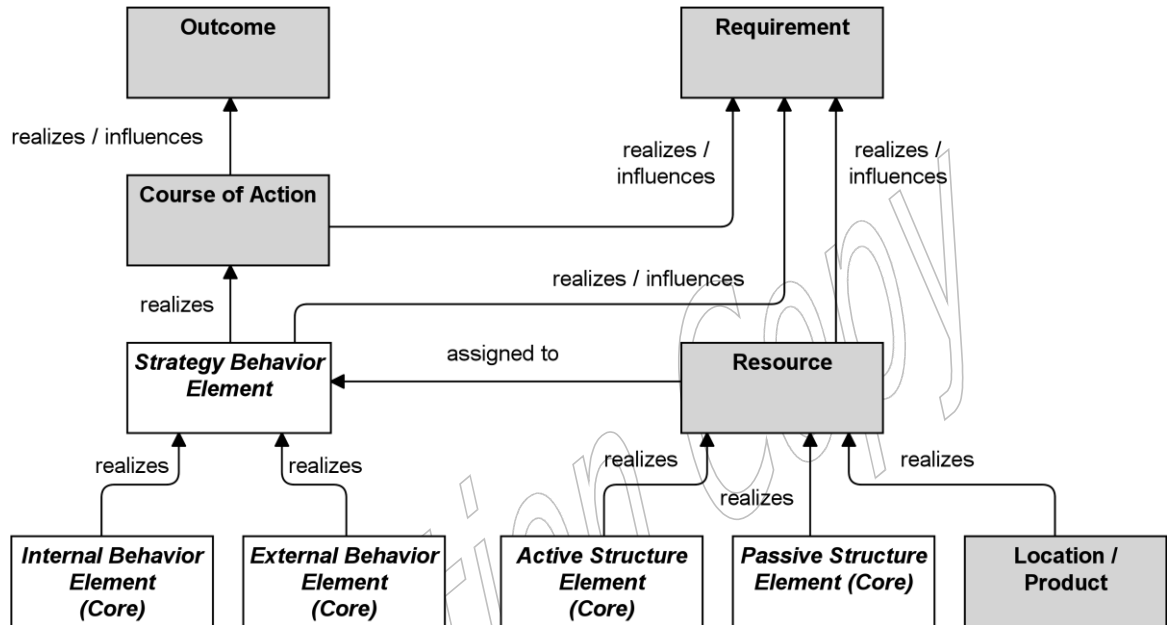 Outcome
Requirement
realizes / influences
realizes /
influences
realizes /
influences
Course of Action
realizes / influences
realizes
Strategy Behavior
Element
assigned to
Resource
realizes
realizes
realizes
realizes
realizes
Internal Behavior
Element
(Core)
External Behavior
Element
(Core)
Active Structure
Element
(Core)
Passive Structure
Element (Core)
Location /
Product
tion Copy